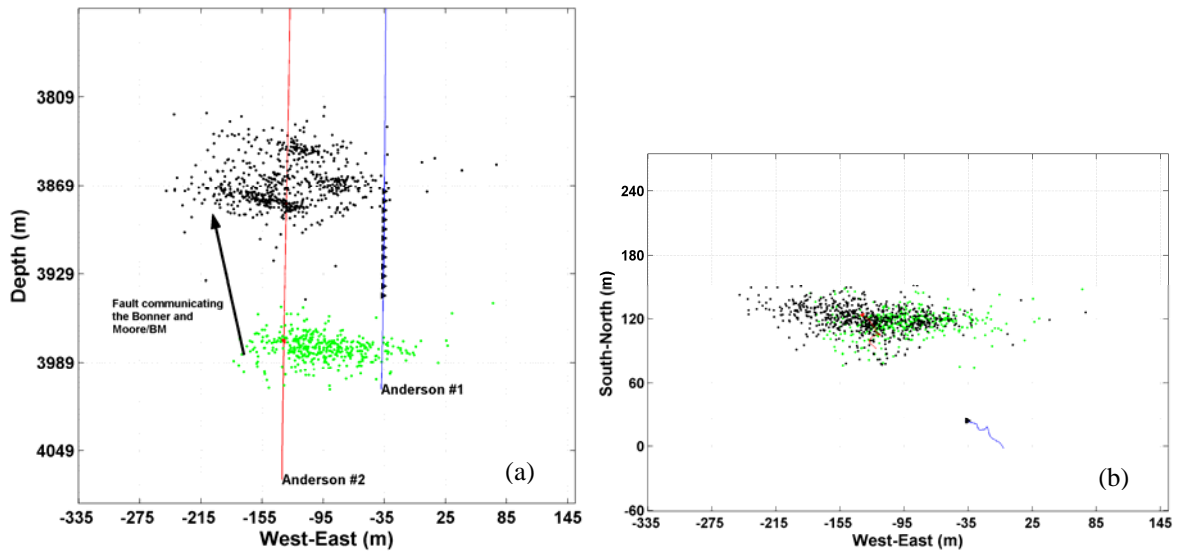 Depth (m)
3809
3869
3929
3989
4049
Fault communicating
the Bonner and
Moore/BM
Anderson #1
Anderson #2
(a)
-335 -275 -215 -155 -95 -35 25 85 145
West-East (m)
South-North (m)
240
180
120
60
0
-60
(b)
-335 -275 -215 -155 -95 -35 25 85 145
West-East (m)